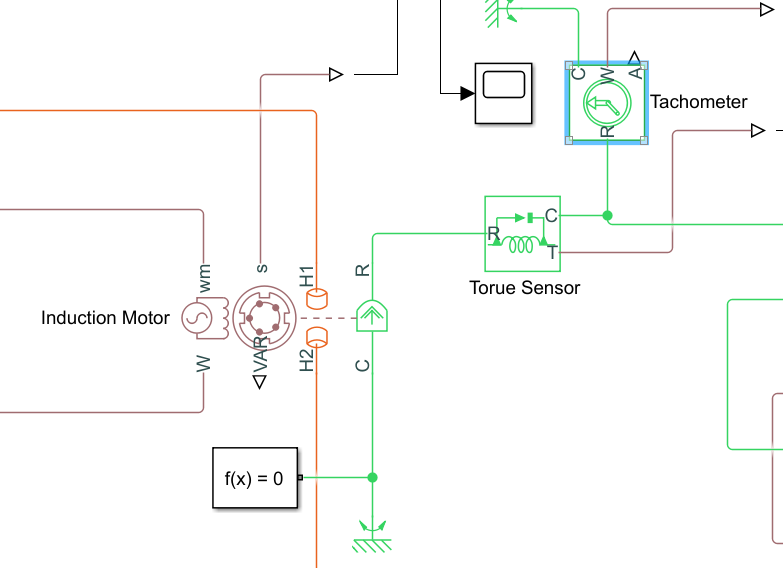 C
W
A
R
Tachometer
C
R
T
Torue Sensor
wm
s
H1
R
Induction Motor
W
VAR
H2
C
f(x) = 0